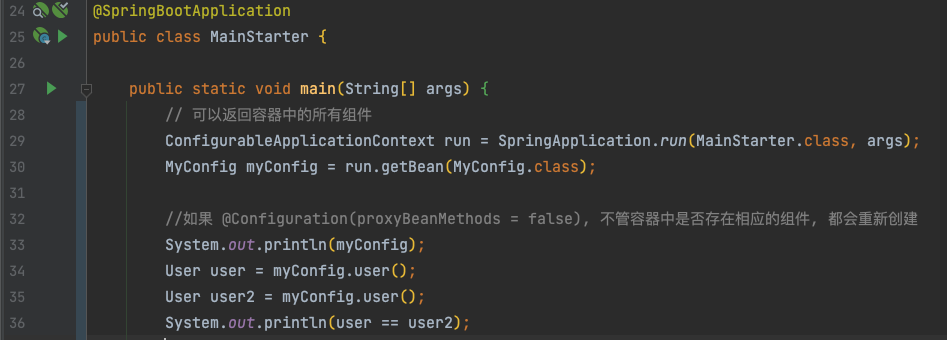 24 @SpringBootApplication
25 public class MainStarter {
26
27 public static void main(String[] args) {
28 // 可以返回容器中的所有组件
29 ConfigurableApplicationContext run = SpringApplication.run(MainStarter.class, args);
30 MyConfig myConfig = run.getBean(MyConfig.class);
31
32 //如果 @Configuration(proxyBeanMethods = false), 不管容器中是否存在相应的组件, 都会重新创建
33 System.out.println(myConfig);
34 User user = myConfig.user();
35 User user2 = myConfig.user();
36 System.out.println(user == user2);